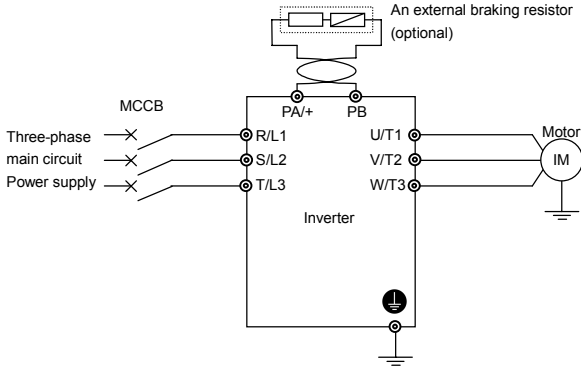 An external braking resistor
(optional)
PA/+ PB
MCCB
Three-phase
main circuit
Power supply
R/L1
S/L2
T/L3
U/T1
V/T2
W/T3
Motor
IM
Inverter